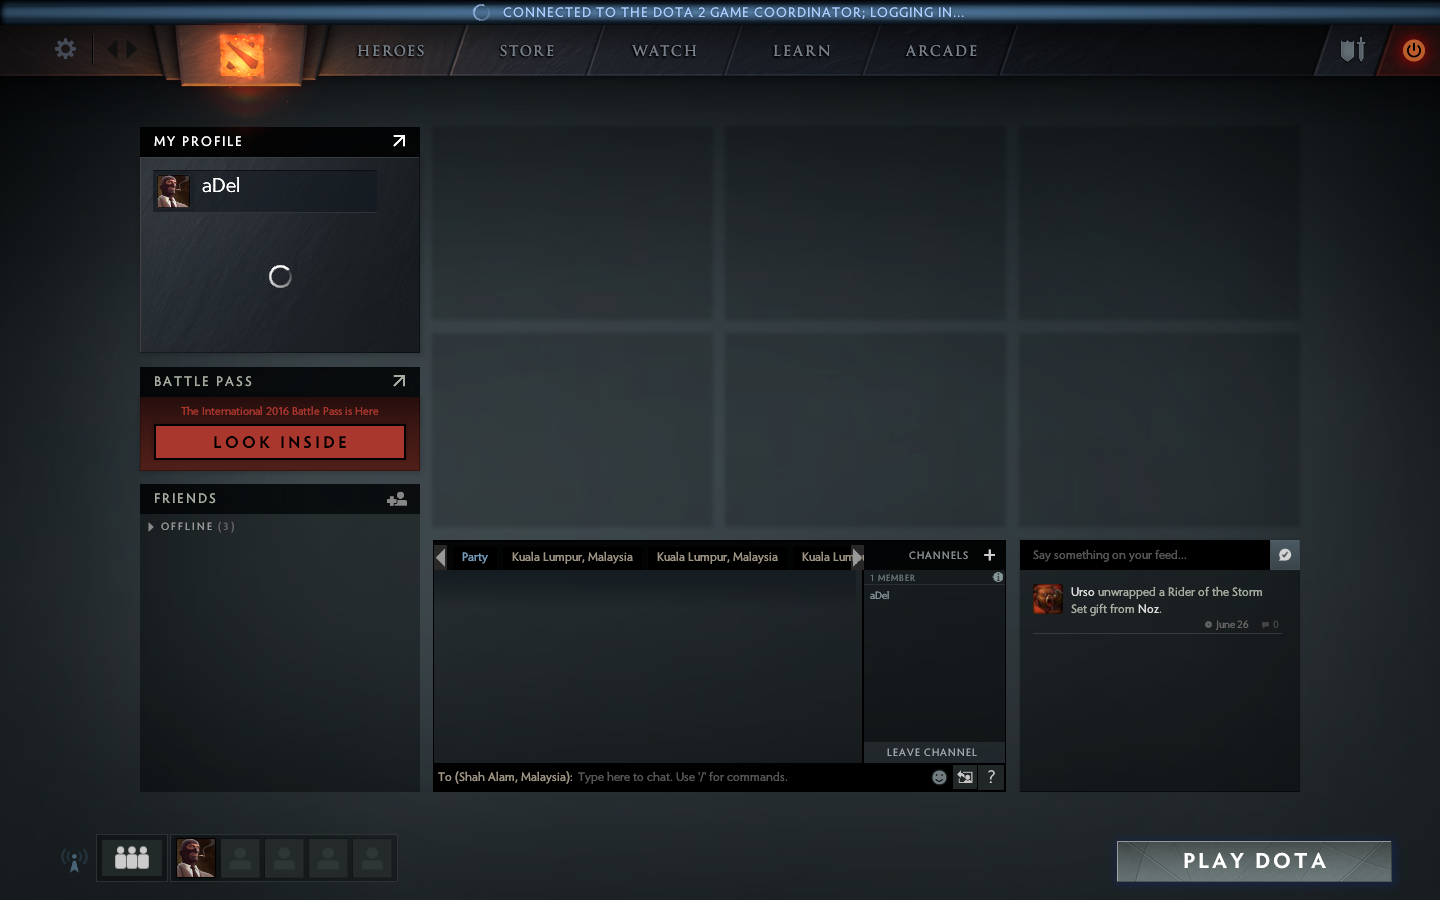 CONNECTED TO THE DOTA 2 GAME COORDINATOR; LOGGING IN...
HEROES
STORE
WATCH
LEARN
ARCADE
MY PROFILE
aDel
BATTLE PASS
The International 2016 Battle Pass is Here
LOOK INSIDE
FRIENDS
OFFLINE (3)
Party
Kuala Lumpur, Malaysia
Kuala Lumpur, Malaysia
Kuala Lum
CHANNELS
1 MEMBER
aDel
LEAVE CHANNEL
To (Shah Alam, Malaysia): Type here to chat. Use '/' for commands.
?
Say something on your feed...
Urso unwrapped a Rider of the Storm
Set gift from Noz.
June 26
0
PLAY DOTA